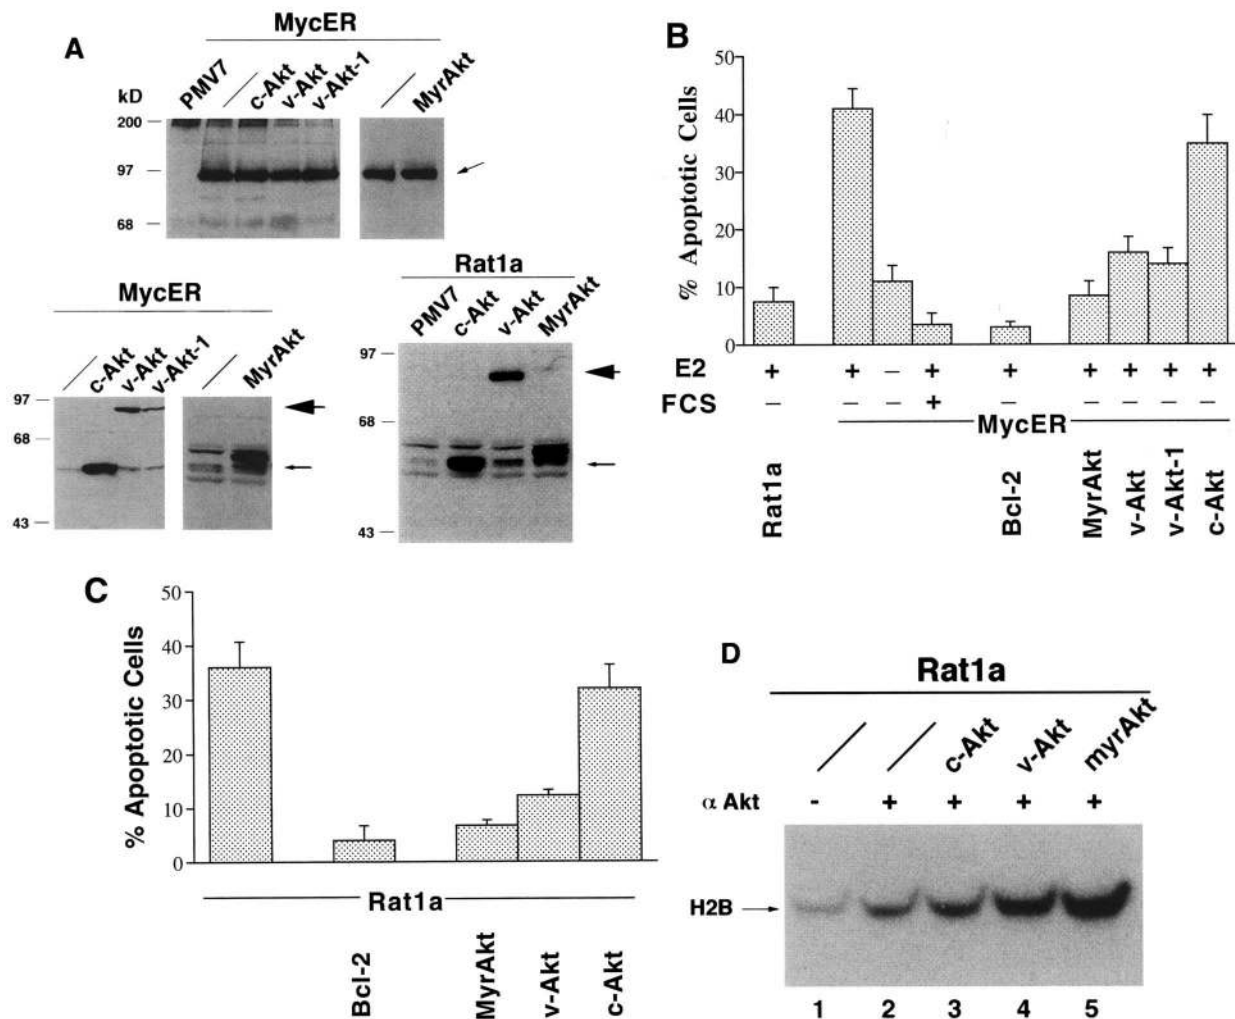 A
MycER
PMV7
c-Akt
v-Akt
v-Akt-1
MyrAkt
kD
200
97
68
MycER
c-Akt
v-Akt
v-Akt-1
MyrAkt
97
68
43
Rat1a
PMV7
c-Akt
v-Akt
MyrAkt
97
68
43
B
% Apoptotic Cells
50
40
30
20
10
0
E2 + + – + + + + + +
FCS – – – + – – – – –
MycER
Rat1a
Bcl-2
MyrAkt
v-Akt
v-Akt-1
c-Akt
C
% Apoptotic Cells
50
40
30
20
10
0
Rat1a
Bcl-2
MyrAkt
v-Akt
c-Akt
D
Rat1a
c-Akt
v-Akt
myrAkt
α Akt - + + + +
H2B
1 2 3 4 5